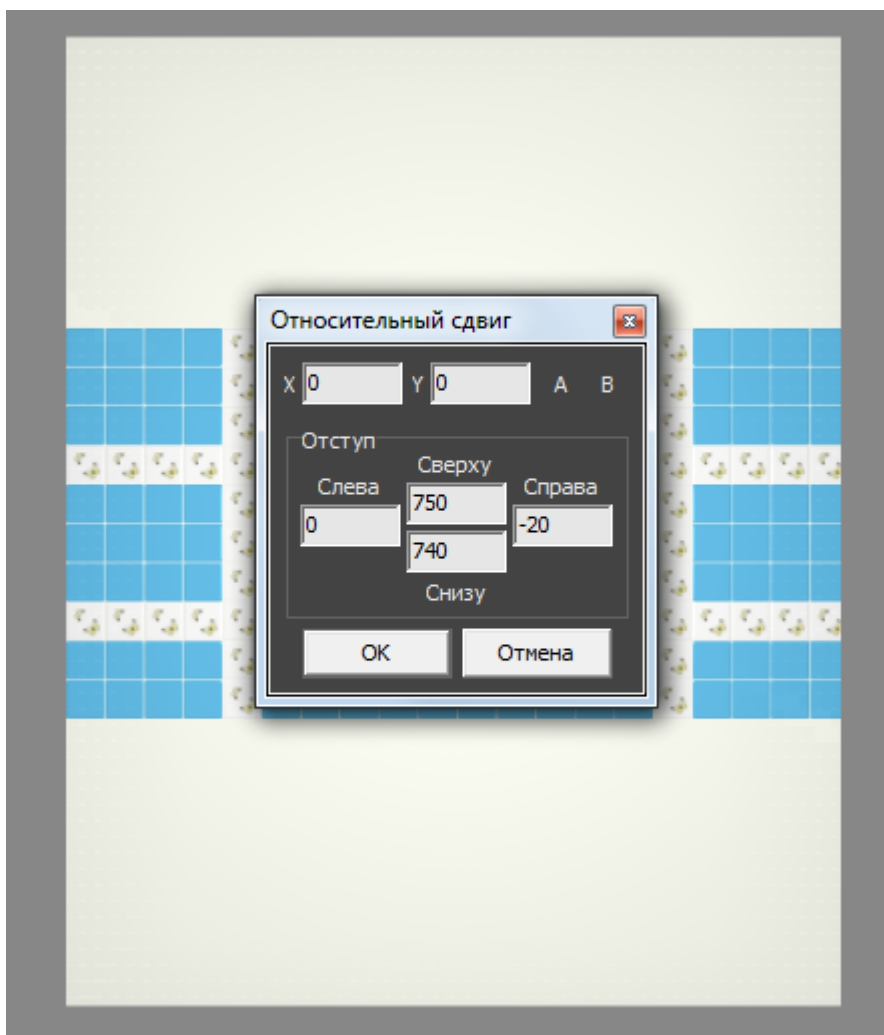 Относительный сдвиг
X 0 Y 0 A B
Отступ
Сверху
Слева 750 Справа
0 740 -20
Снизу
OK Отмена